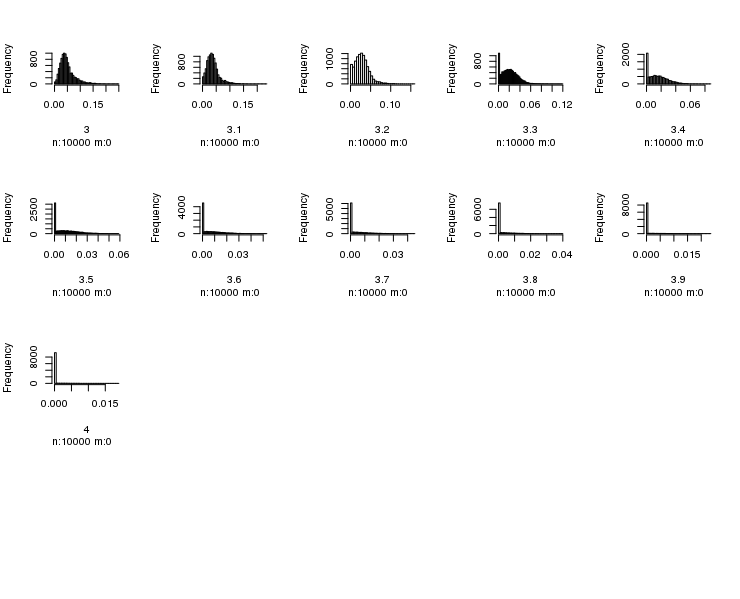 Frequency
0 800
0.00 0.15
3
n:10000 m:0
Frequency
0 800
0.00 0.15
3.1
n:10000 m:0
Frequency
0 1000
0.00 0.10
3.2
n:10000 m:0
Frequency
0 800
0.00 0.06 0.12
3.3
n:10000 m:0
Frequency
0 2000
0.00 0.06
3.4
n:10000 m:0
Frequency
0 2500
0.00 0.03 0.06
3.5
n:10000 m:0
Frequency
0 4000
0.00 0.03
3.6
n:10000 m:0
Frequency
0 5000
0.00 0.03
3.7
n:10000 m:0
Frequency
0 6000
0.00 0.02 0.04
3.8
n:10000 m:0
Frequency
0 8000
0.000 0.015
3.9
n:10000 m:0
Frequency
0 8000
0.000 0.015
4
n:10000 m:0